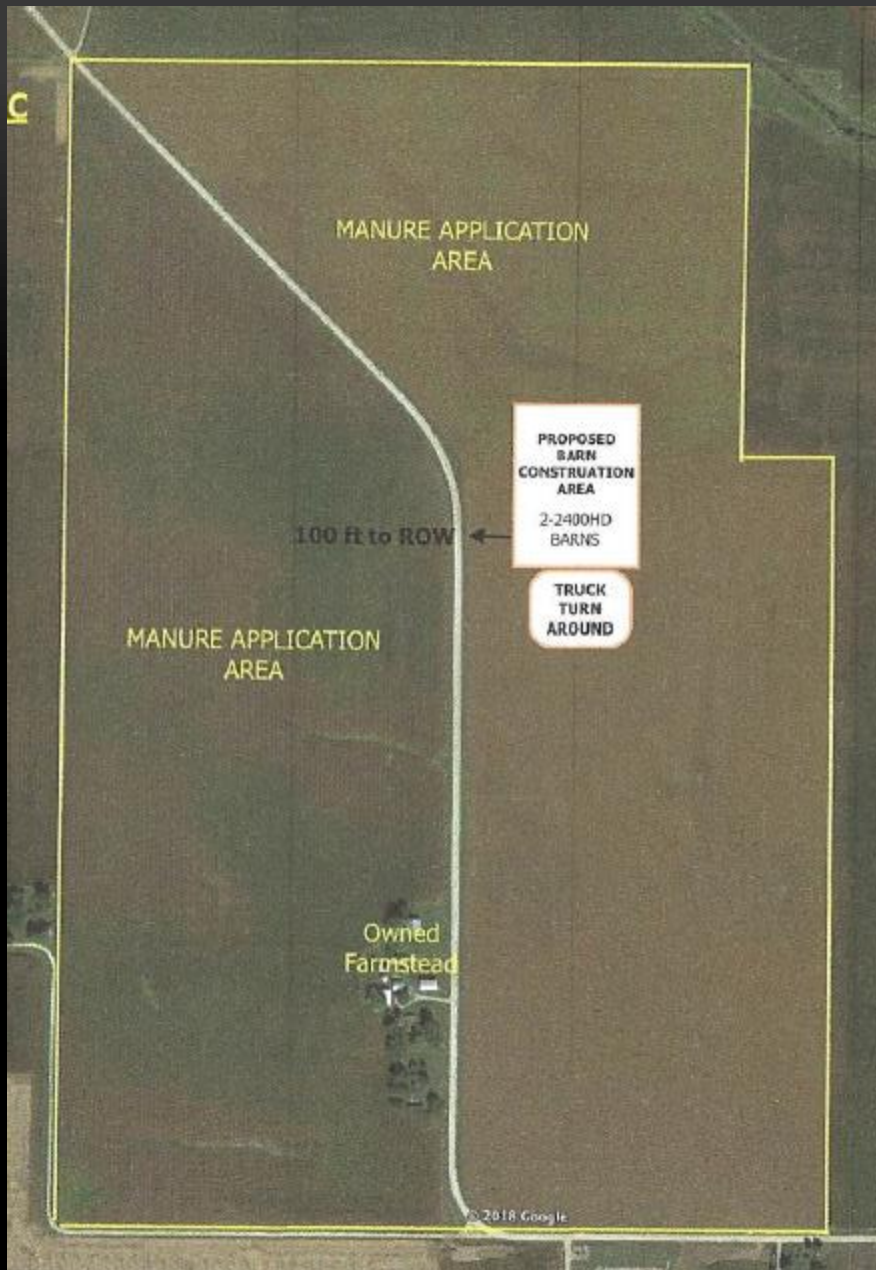 C
MANURE APPLICATION
AREA
PROPOSED
BARN
CONSTRUATION
AREA
2-2400HD
BARNS
100 ft to ROW
TRUCK
TURN
AROUND
MANURE APPLICATION
AREA
Owned
Farmstead
© 2018 Google